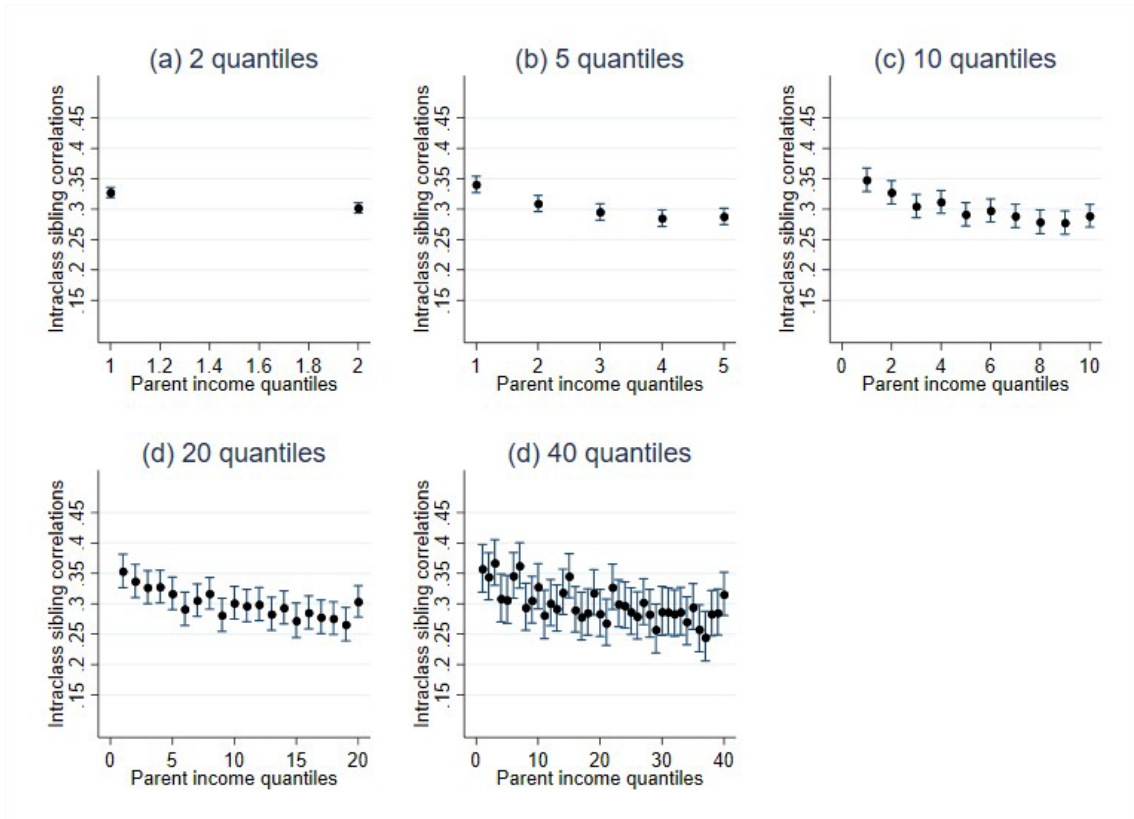 (a) 2 quantiles
Intraclass sibling correlations
.15 .2 .25 .3 .35 .4 .45
1 1.2 1.4 1.6 1.8 2
Parent income quantiles
(b) 5 quantiles
Intraclass sibling correlations
.15 .2 .25 .3 .35 .4 .45
1 2 3 4 5
Parent income quantiles
(c) 10 quantiles
Intraclass sibling correlations
.15 .2 .25 .3 .35 .4 .45
0 2 4 6 8 10
Parent income quantiles
(d) 20 quantiles
Intraclass sibling correlations
.15 .2 .25 .3 .35 .4 .45
0 5 10 15 20
Parent income quantiles
(d) 40 quantiles
Intraclass sibling correlations
.15 .2 .25 .3 .35 .4 .45
0 10 20 30 40
Parent income quantiles